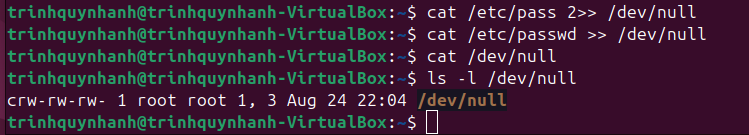 trinhquynhanh@trinhquynhanh-VirtualBox:~$ cat /etc/pass 2>> /dev/null
trinhquynhanh@trinhquynhanh-VirtualBox:~$ cat /etc/passwd >> /dev/null
trinhquynhanh@trinhquynhanh-VirtualBox:~$ cat /dev/null
trinhquynhanh@trinhquynhanh-VirtualBox:~$ ls -l /dev/null
crw-rw-rw- 1 root root 1, 3 Aug 24 22:04 /dev/null
trinhquynhanh@trinhquynhanh-VirtualBox:~$